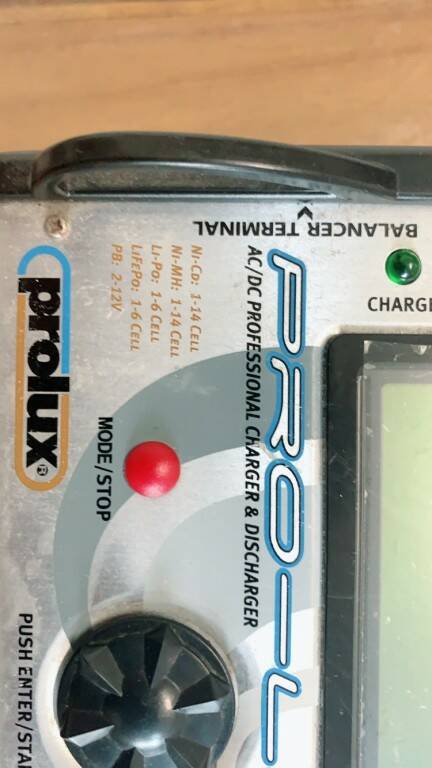 BALANCER TERMINAL
CHARGE
PRO-L
AC/DC PROFESSIONAL CHARGER & DISCHARGER
NI-CD: 1-14 CELL
NI-MH: 1-14 CELL
LI-PO: 1-6 CELL
LIFEPO: 1-6 CELL
PB: 2-12V
prolux®
MODE/STOP
PUSH ENTER/STA